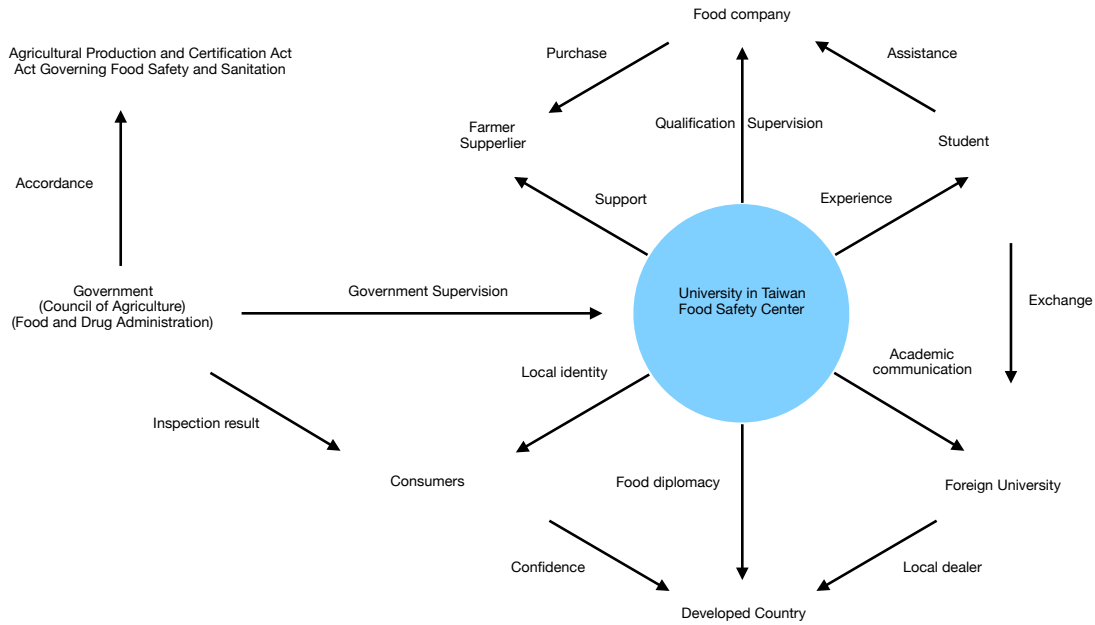 Food company
Agricultural Production and Certification Act
Act Governing Food Safety and Sanitation
Purchase
Assistance
Farmer
Supperlier
Qualification
Supervision
Student
Accordance
Support
Experience
Government
(Council of Agriculture)
(Food and Drug Administration)
Government Supervision
University in Taiwan
Food Safety Center
Exchange
Local identity
Academic
communication
Inspection result
Consumers
Food diplomacy
Foreign University
Confidence
Local dealer
Developed Country